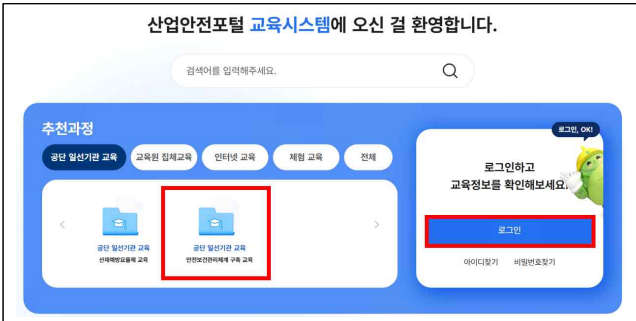 산업안전포털 교육시스템에 오신 걸 환영합니다.
검색어를 입력해주세요.
추천과정
공단 일선기관 교육 교육원 집체교육 인터넷 교육 체험 교육 전체
공단 일선기관 교육
산재예방요율제 교육
공단 일선기관 교육
안전보건관리체계 구축 교육
로그인, OK!
로그인하고
교육정보를 확인해보세요
로그인
아이디찾기 비밀번호찾기